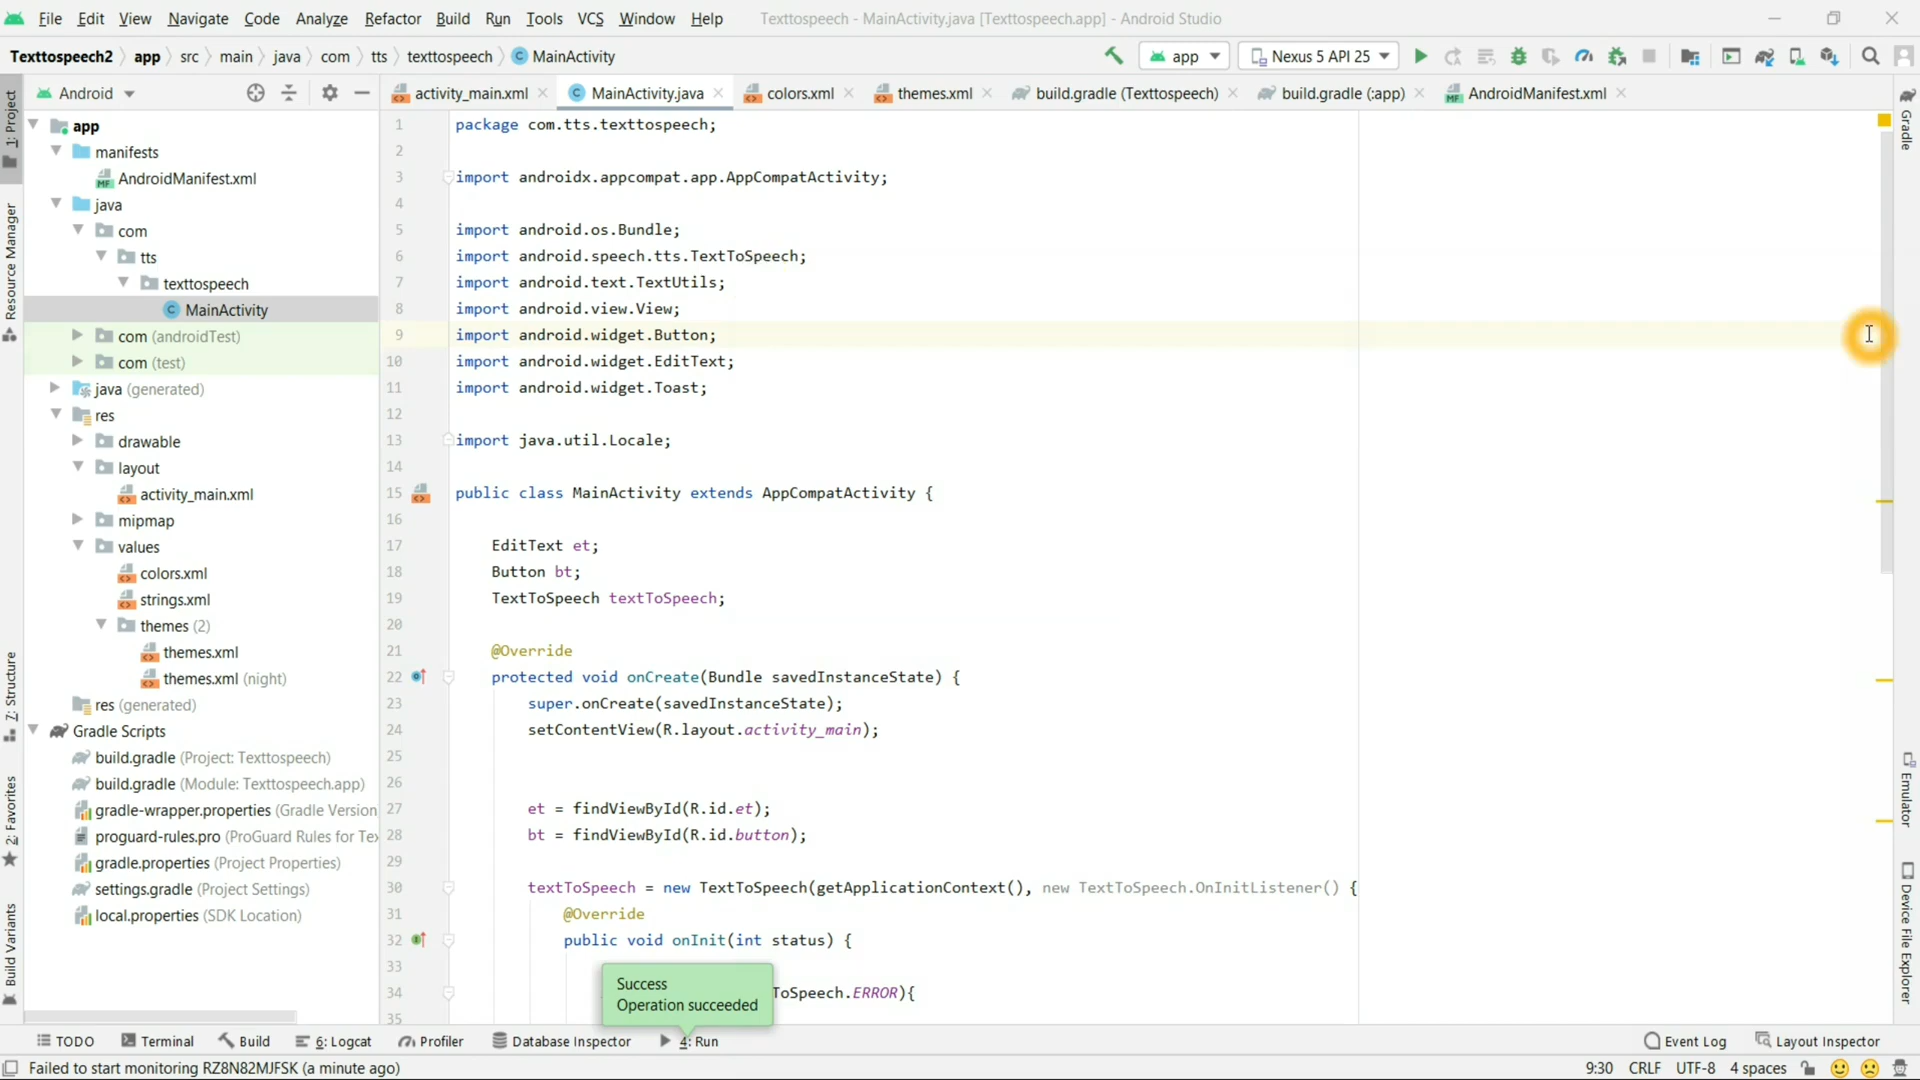 File Edit View Navigate Code Analyze Refactor Build Run Tools VCS Window Help Texttospeech - MainActivity.java [Texttospeech.app] - Android Studio
Texttospeech2 app src main java com tts texttospeech MainActivity app Nexus 5 API 25
Android activity_main.xml MainActivity.java colors.xml themes.xml build.gradle (Texttospeech) build.gradle (:app) AndroidManifest.xml
1: Project
Resource Manager
7: Structure
2: Favorites
Build Variants
app
manifests
AndroidManifest.xml
java
com
tts
texttospeech
MainActivity
com (androidTest)
com (test)
java (generated)
res
drawable
layout
activity_main.xml
mipmap
values
colors.xml
strings.xml
themes (2)
themes.xml
themes.xml (night)
res (generated)
Gradle Scripts
build.gradle (Project: Texttospeech)
build.gradle (Module: Texttospeech.app)
gradle-wrapper.properties (Gradle Version
proguard-rules.pro (ProGuard Rules for Te
gradle.properties (Project Properties)
settings.gradle (Project Settings)
local.properties (SDK Location)
1 package com.tts.texttospeech;
2
3 import androidx.appcompat.app.AppCompatActivity;
4
5 import android.os.Bundle;
6 import android.speech.tts.TextToSpeech;
7 import android.text.TextUtils;
8 import android.view.View;
9 import android.widget.Button;
10 import android.widget.EditText;
11 import android.widget.Toast;
12
13 import java.util.Locale;
14
15 public class MainActivity extends AppCompatActivity {
16
17 EditText et;
18 Button bt;
19 TextToSpeech textToSpeech;
20
21 @Override
22 protected void onCreate(Bundle savedInstanceState) {
23 super.onCreate(savedInstanceState);
24 setContentView(R.layout.activity_main);
25
26
27 et = findViewById(R.id.et);
28 bt = findViewById(R.id.button);
29
30 textToSpeech = new TextToSpeech(getApplicationContext(), new TextToSpeech.OnInitListener() {
31 @Override
32 public void onInit(int status) {
33
34 ToSpeech.ERROR){
35
Success
Operation succeeded
Gradle
Emulator
Device File Explorer
TODO Terminal Build 6: Logcat Profiler Database Inspector 4: Run Event Log Layout Inspector
Failed to start monitoring RZ8N82MJFSK (a minute ago) 9:30 CRLF UTF-8 4 spaces